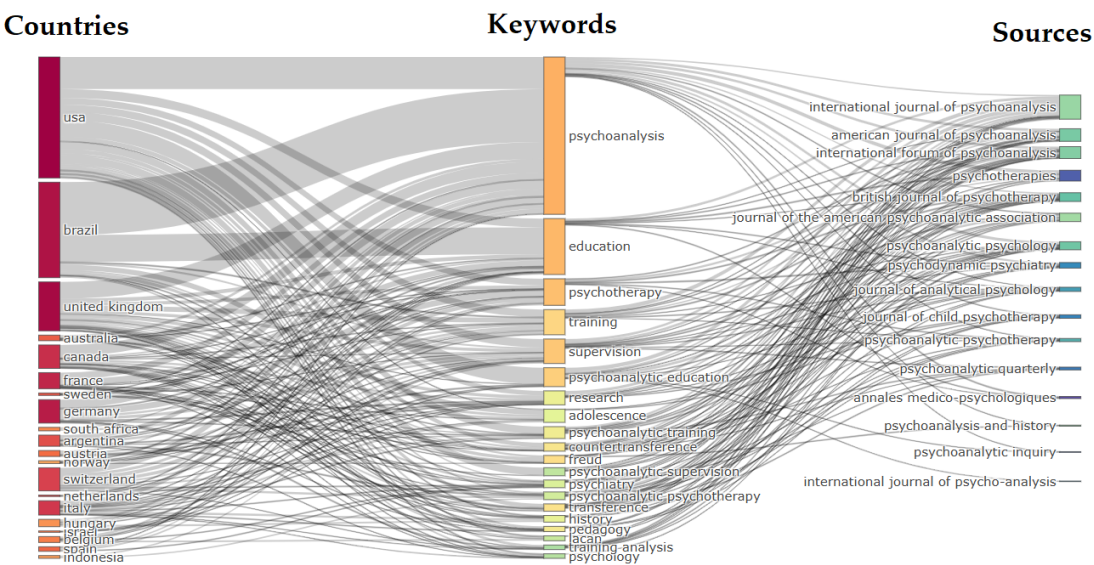 Countries
Keywords
Sources
usa
brazil
united kingdom
australia
canada
france
sweden
germany
south africa
argentina
austria
norway
switzerland
netherlands
italy
hungary
israel
belgium
spain
indonesia
psychoanalysis
education
psychotherapy
training
supervision
psychoanalytic education
research
adolescence
psychoanalytic training
countertransference
freud
psychoanalytic supervision
psychiatry
psychoanalytic psychotherapy
transference
history
pedagogy
lacan
training analysis
psychology
international journal of psychoanalysis
american journal of psychoanalysis
international forum of psychoanalysis
psychotherapies
british journal of psychotherapy
journal of the american psychoanalytic association
psychoanalytic psychology
psychodynamic psychiatry
journal of analytical psychology
journal of child psychotherapy
psychoanalytic psychotherapy
psychoanalytic quarterly
annales medico-psychologiques
psychoanalysis and history
psychoanalytic inquiry
international journal of psycho-analysis